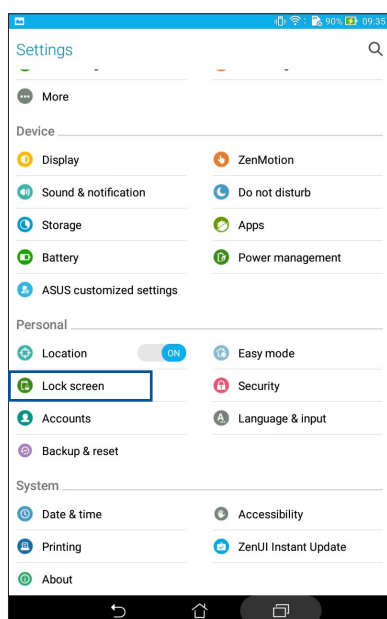 90% 09:35
Settings
More
Device
Display ZenMotion
Sound & notification Do not disturb
Storage Apps
Battery Power management
ASUS customized settings
Personal
Location ON Easy mode
Lock screen Security
Accounts Language & input
Backup & reset
System
Date & time Accessibility
Printing ZenUI Instant Update
About